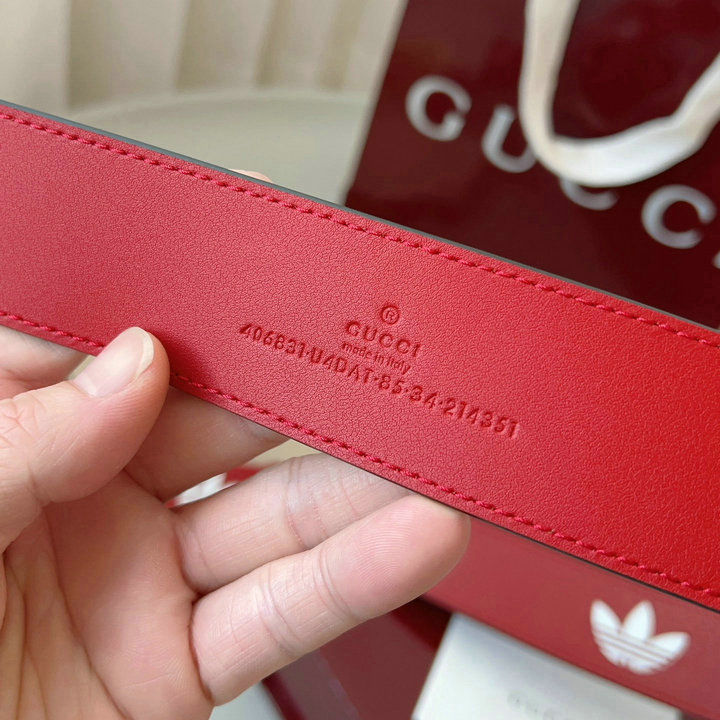 GUCCI
®
GUCCI
made in italy
406831·U4DAT·85·34·214351